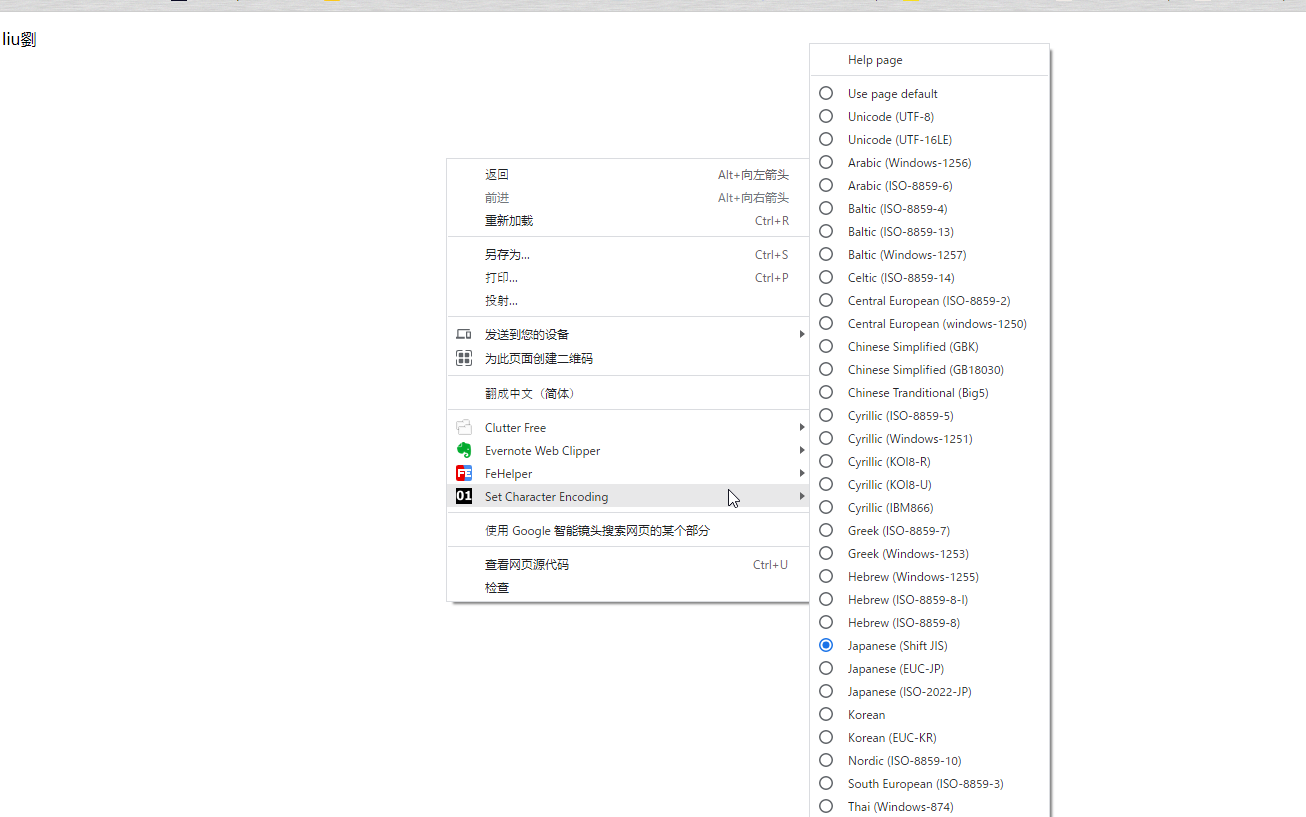 liu劉
返回 Alt+向左箭头
前进 Alt+向右箭头
重新加载 Ctrl+R
另存为... Ctrl+S
打印... Ctrl+P
投射...
发送到您的设备
为此页面创建二维码
翻成中文（简体）
Clutter Free
Evernote Web Clipper
FeHelper
01 Set Character Encoding
使用 Google 智能镜头搜索网页的某个部分
查看网页源代码 Ctrl+U
检查
Help page
Use page default
Unicode (UTF-8)
Unicode (UTF-16LE)
Arabic (Windows-1256)
Arabic (ISO-8859-6)
Baltic (ISO-8859-4)
Baltic (ISO-8859-13)
Baltic (Windows-1257)
Celtic (ISO-8859-14)
Central European (ISO-8859-2)
Central European (windows-1250)
Chinese Simplified (GBK)
Chinese Simplified (GB18030)
Chinese Tranditional (Big5)
Cyrillic (ISO-8859-5)
Cyrillic (Windows-1251)
Cyrillic (KOI8-R)
Cyrillic (KOI8-U)
Cyrillic (IBM866)
Greek (ISO-8859-7)
Greek (Windows-1253)
Hebrew (Windows-1255)
Hebrew (ISO-8859-8-I)
Hebrew (ISO-8859-8)
Japanese (Shift JIS)
Japanese (EUC-JP)
Japanese (ISO-2022-JP)
Korean
Korean (EUC-KR)
Nordic (ISO-8859-10)
South European (ISO-8859-3)
Thai (Windows-874)